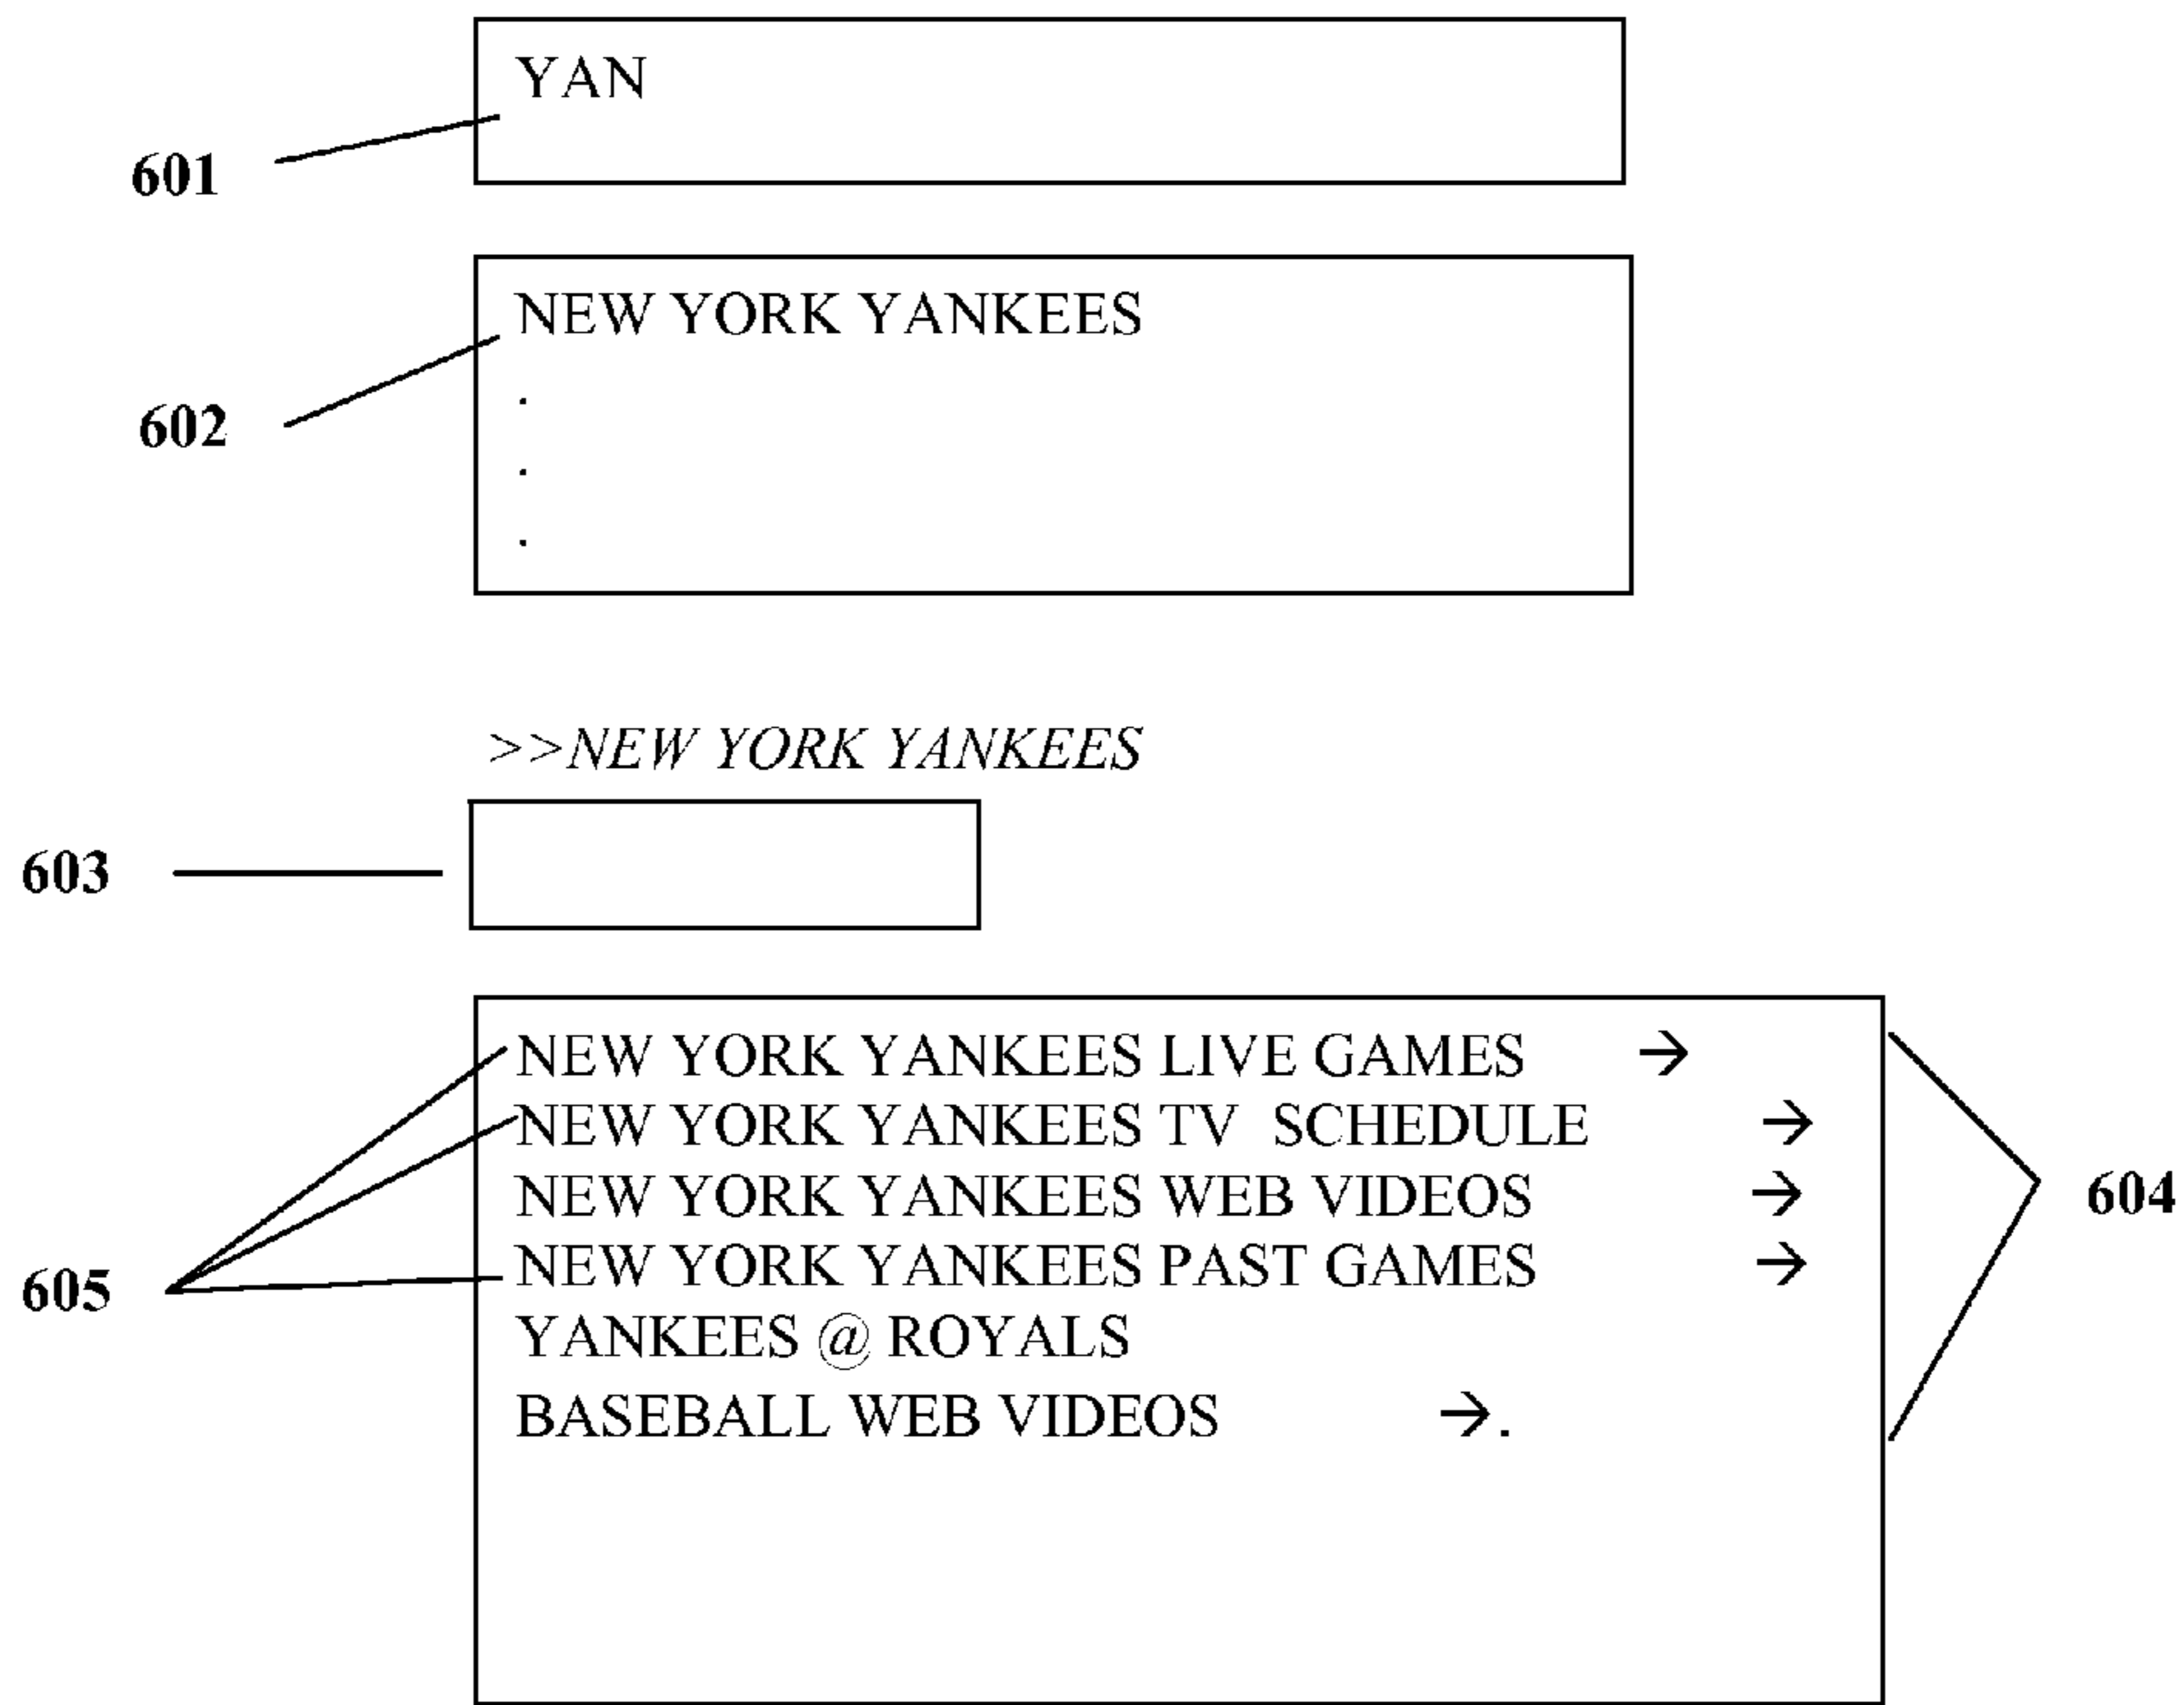 YAN
601
NEW YORK YANKEES
.
602
.
.
>>NEW YORK YANKEES
603
NEW YORK YANKEES LIVE GAMES →
NEW YORK YANKEES TV SCHEDULE →
NEW YORK YANKEES WEB VIDEOS →
604
NEW YORK YANKEES PAST GAMES →
605
YANKEES @ ROYALS
BASEBALL WEB VIDEOS →.